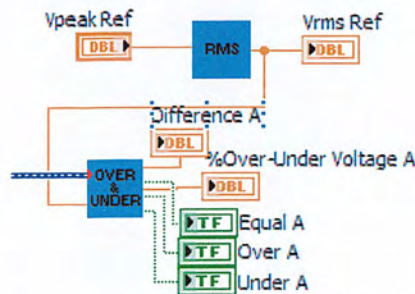 Vpeak Ref
Vrms Ref
DBL
RMS
DBL
Difference A
DBL
%Over-Under Voltage A
OVER
&
UNDER
DBL
TF Equal A
TF Over A
TF Under A